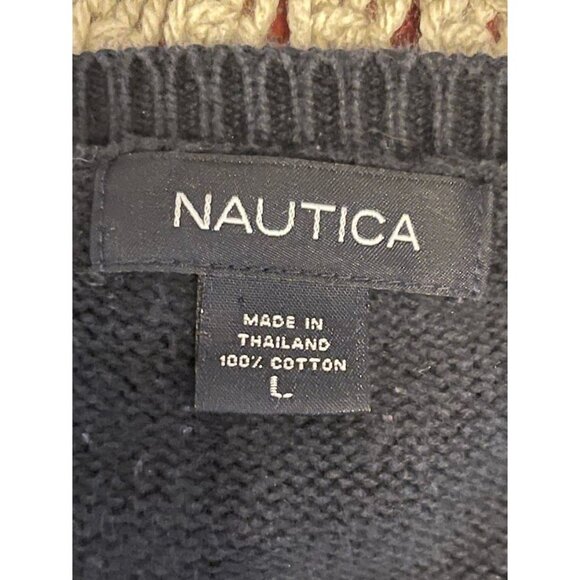 NAUTICA
MADE IN
THAILAND
100% COTTON
L